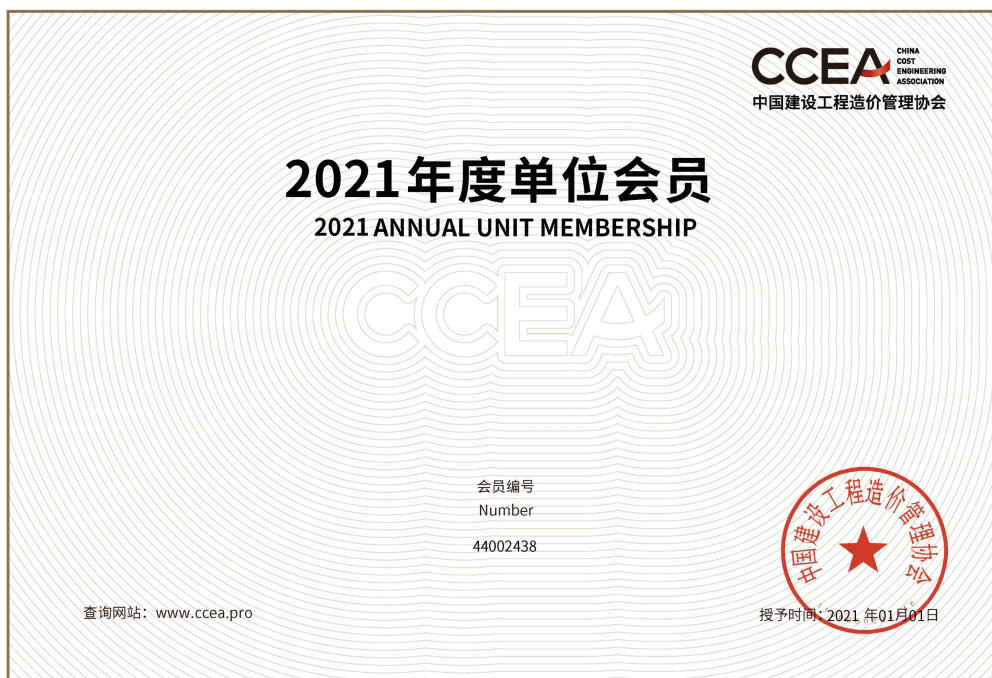 CCEA
CHINA
COST
ENGINEERING
ASSOCIATION
中国建设工程造价管理协会
2021年度单位会员
2021 ANNUAL UNIT MEMBERSHIP
CCEA
会员编号
Number
44002438
中国建设工程造价管理协会
查询网站：www.ccea.pro
授予时间：2021 年01月01日